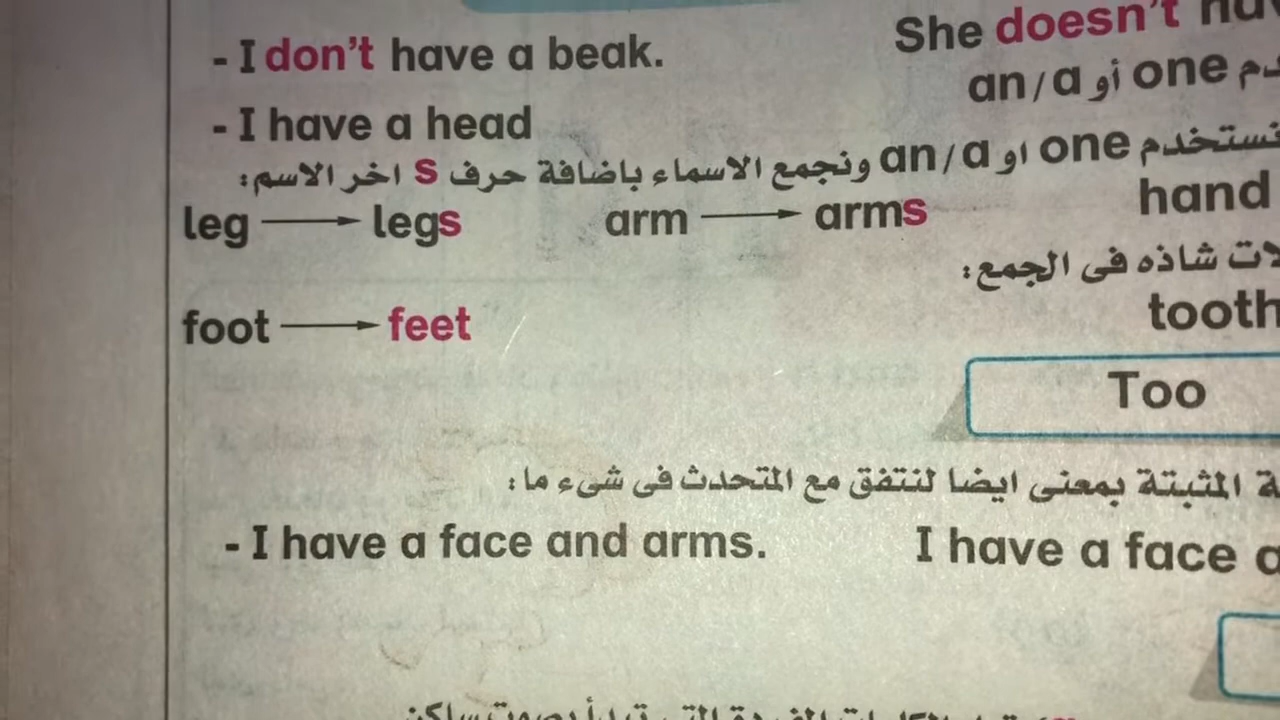 - I don't have a beak. She doesn't
- I have a head an/a أو one
نستخدم one او an/a ونجمع الاسماء باضافة حرف s اخر الاسم:
leg → legs arm → arms hand
شاذه فى الجمع:
foot → feet tooth
Too
المثبتة بمعنى ايضا لنتفق مع المتحدث فى شىء ما:
- I have a face and arms. I have a face